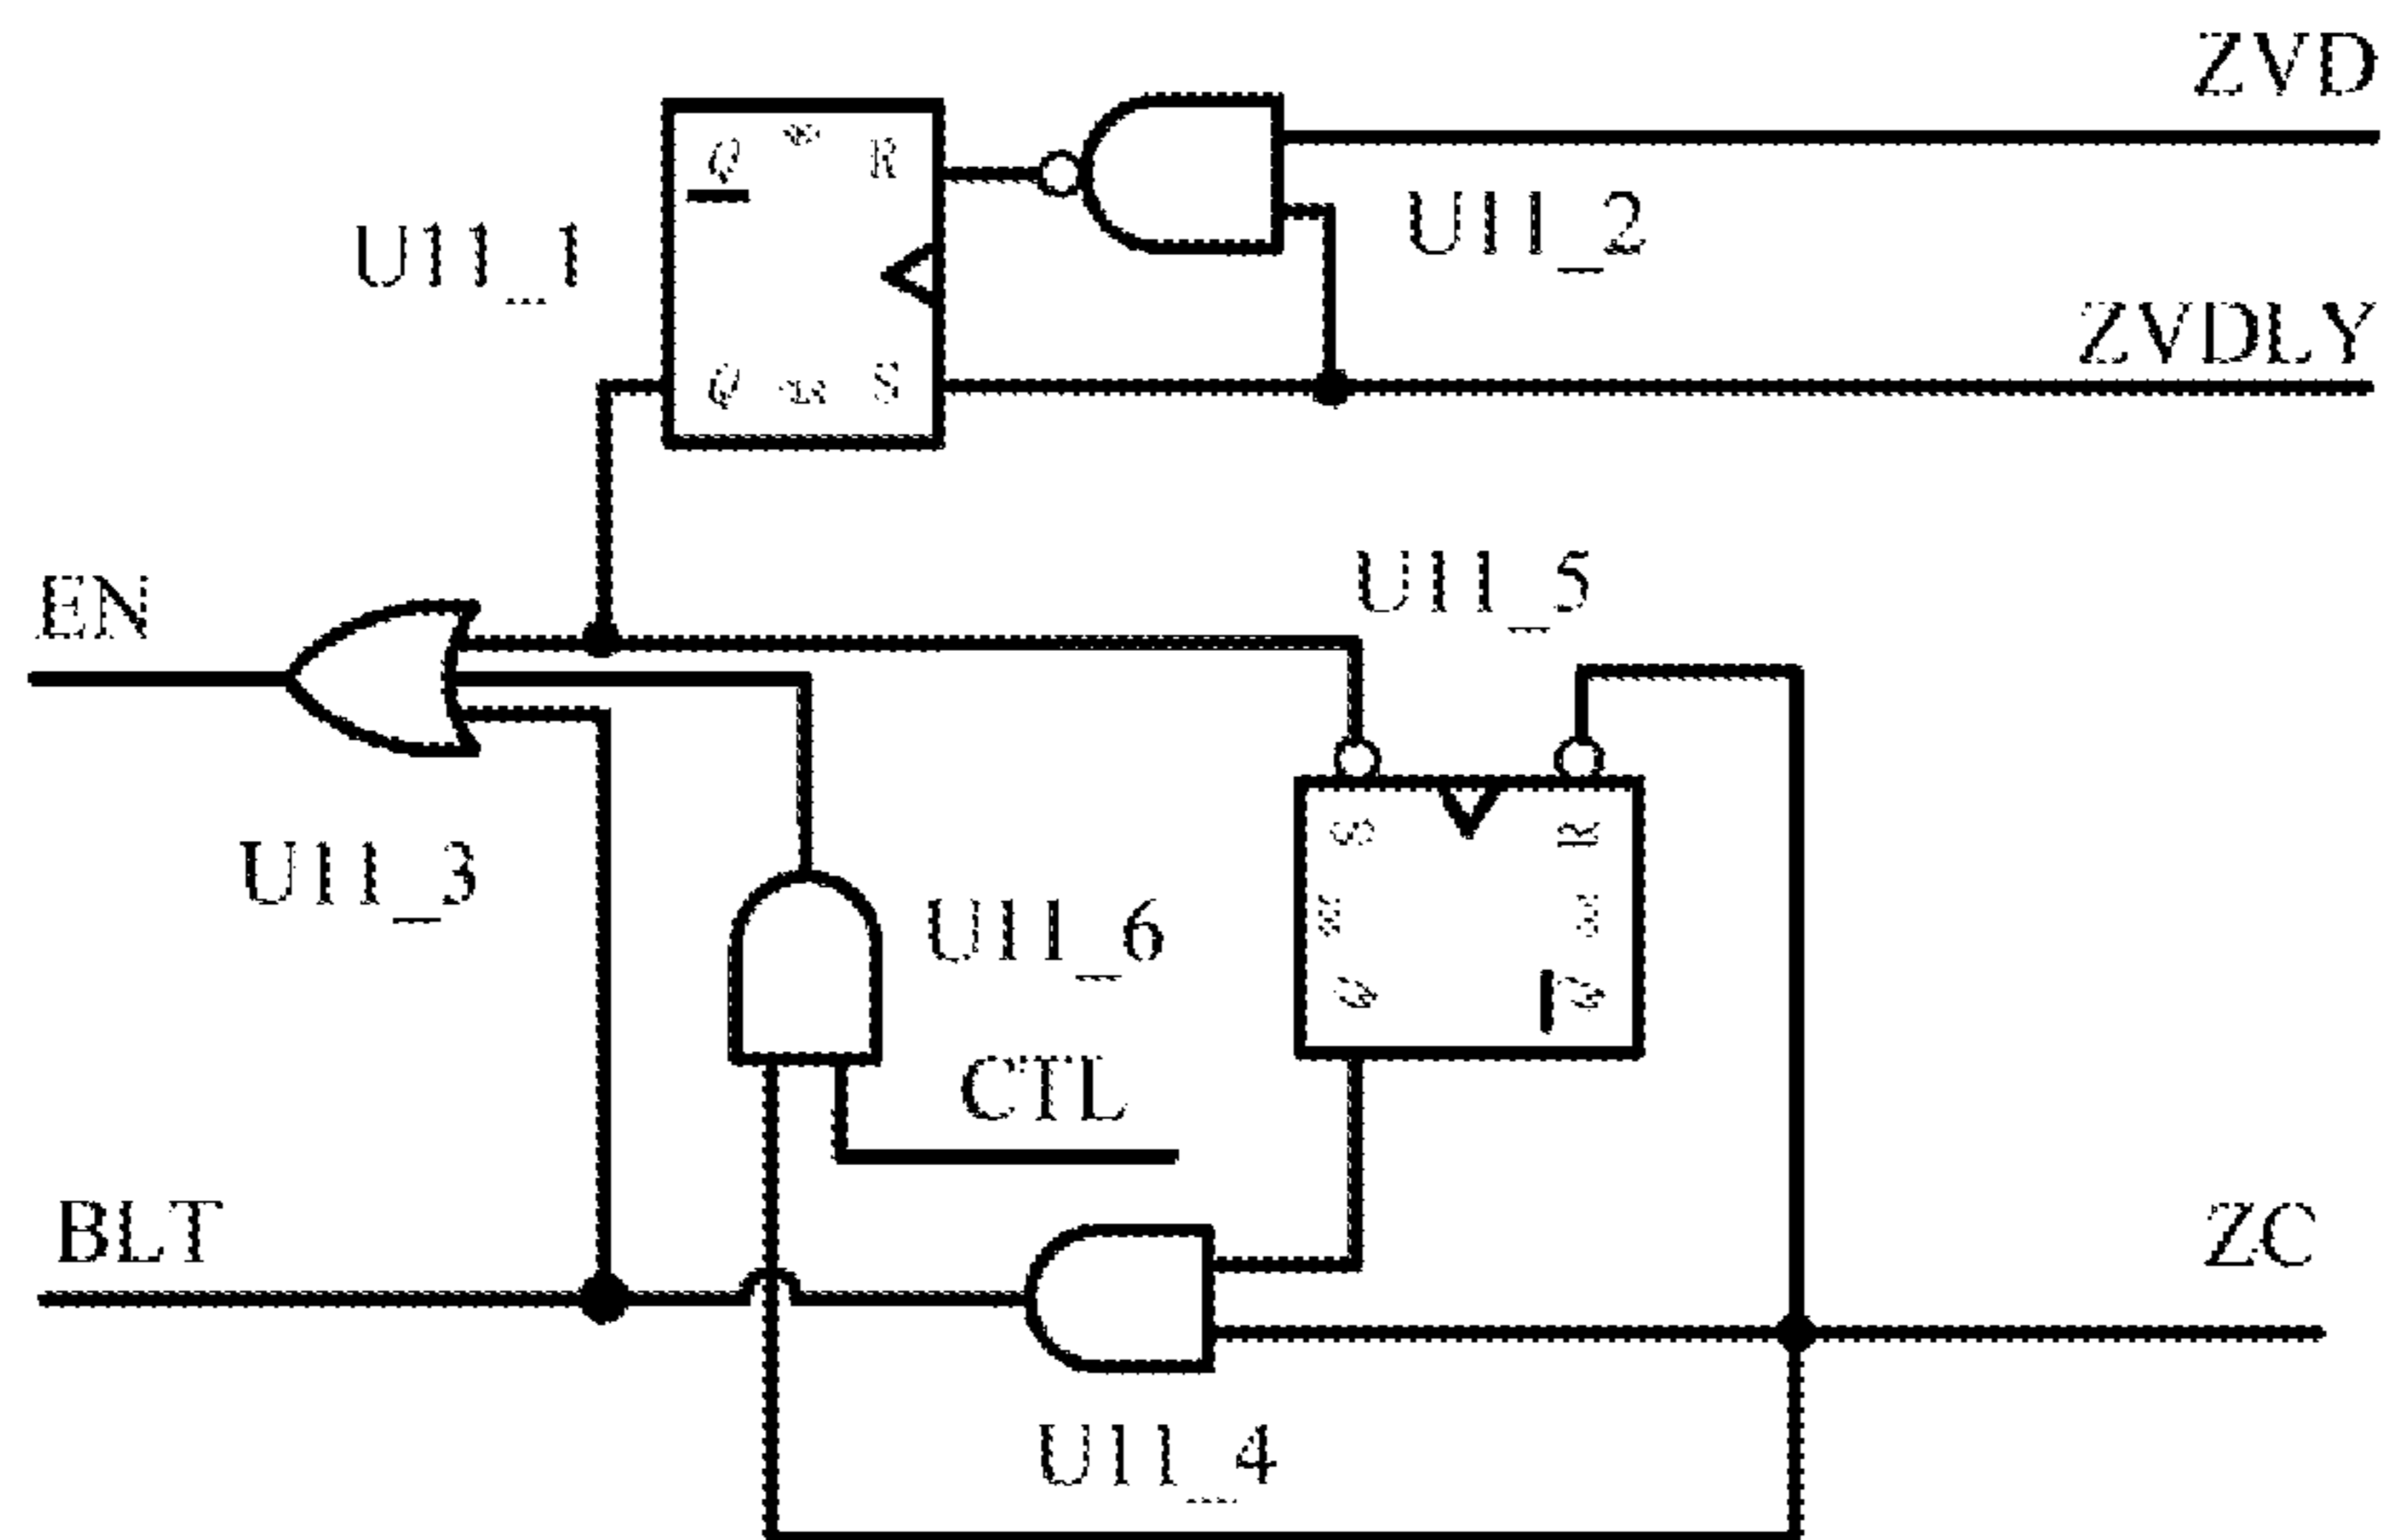 ZVD
Q
R
U11_1
U11_2
ZVDLY
Q
S
EN
U11_5
U11_3
S
R
U11_6
Q
Q
CTL
BLT
ZC
U11_4